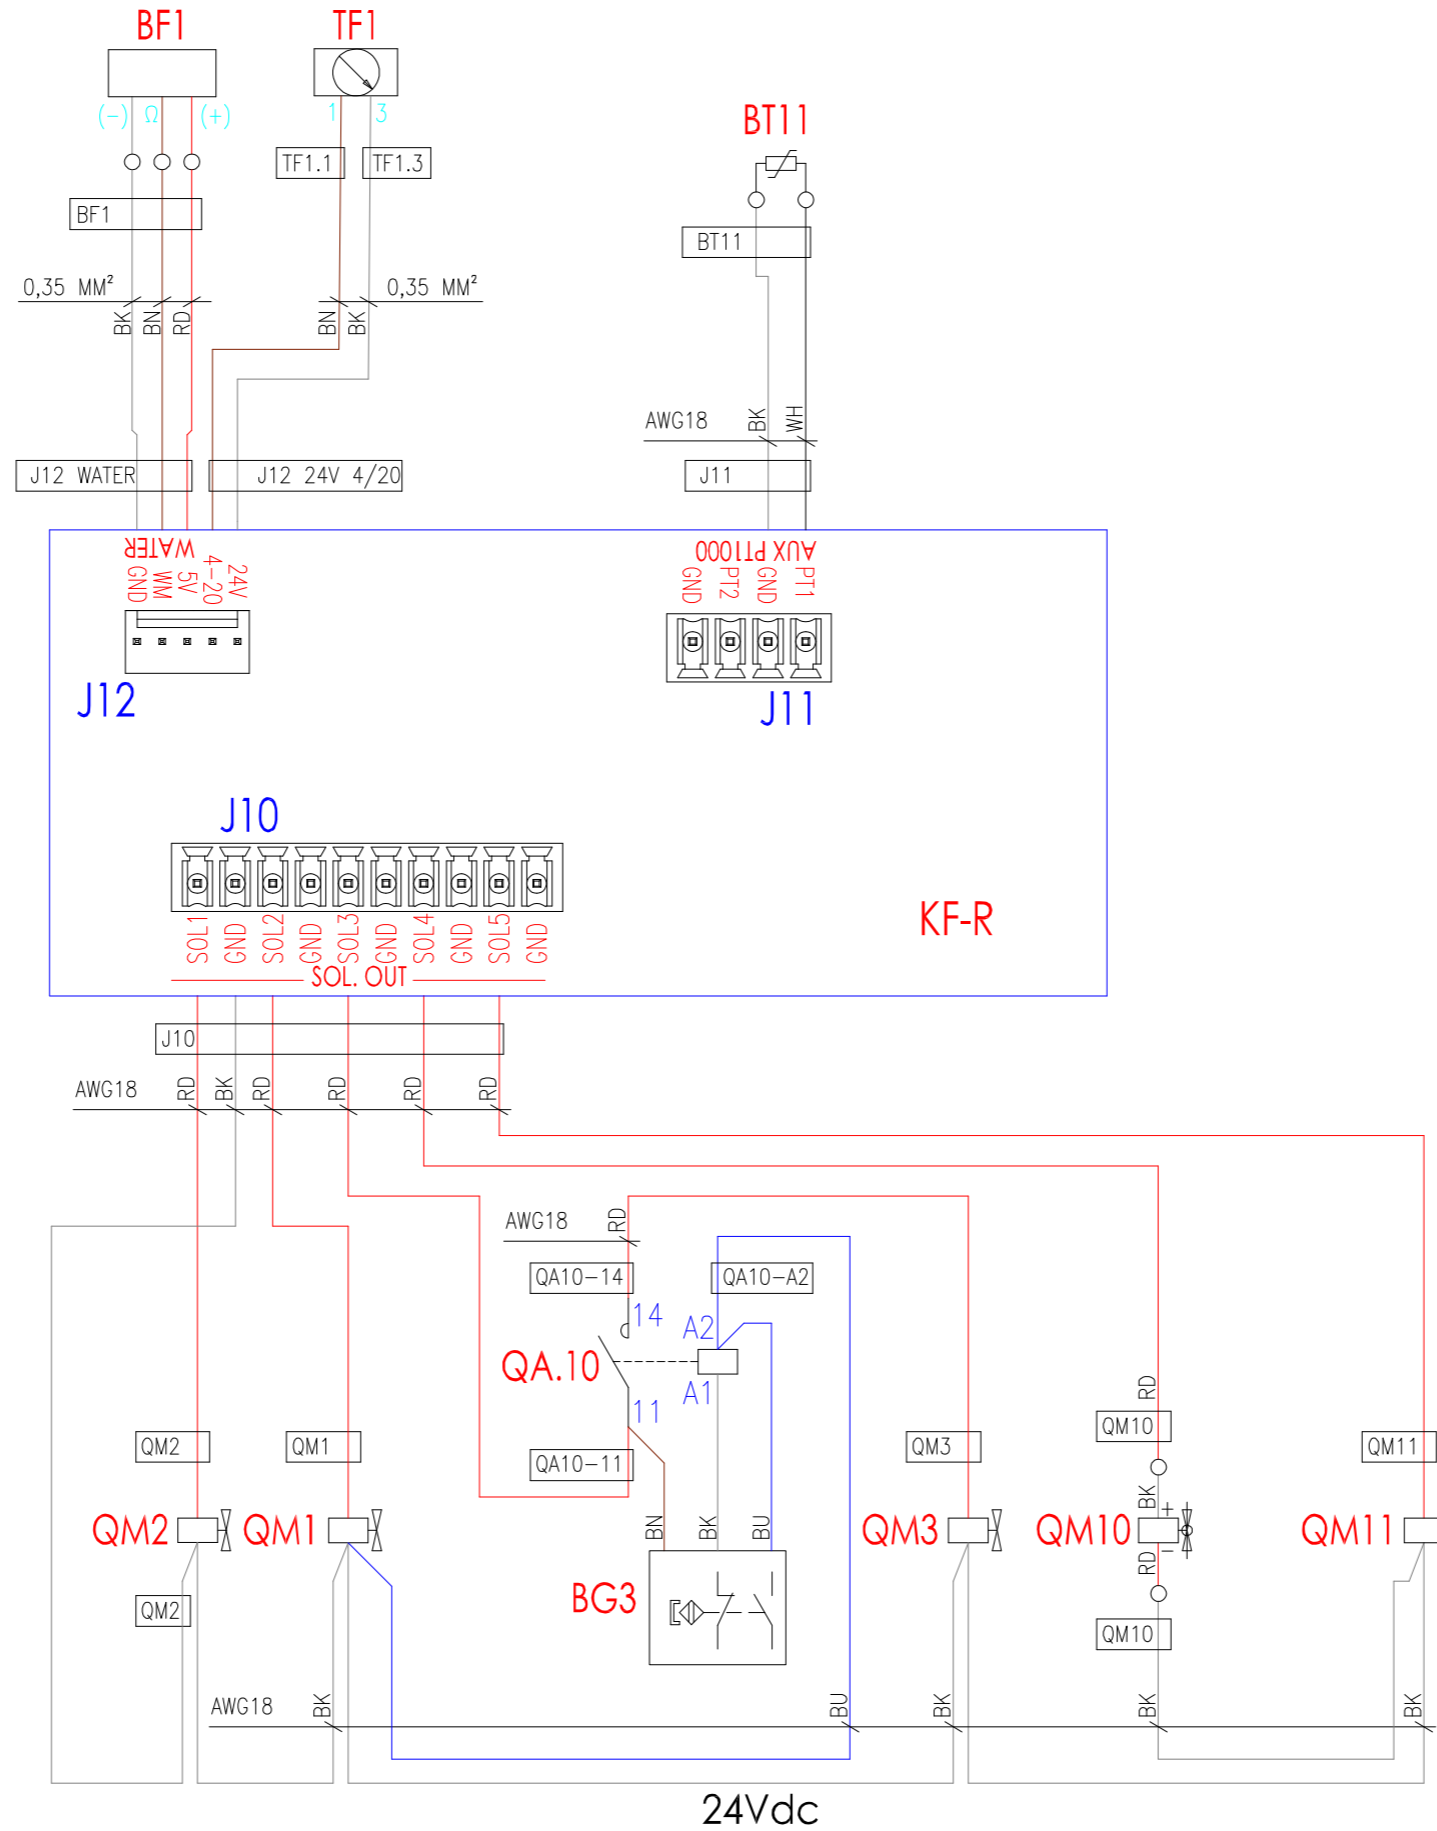 BF1 TF1
(-) Ω (+) 1 3
BT11
TF1.1 TF1.3
BF1
BT11
0,35 MM² 0,35 MM²
BK BN RD BN BK
AWG18 BK WH
J12 WATER J12 24V 4/20 J11
WATER AUX PT1000
GND WM 5V 4-20 24V GND PT2 GND PT1
J12 J11
J10
KF-R
SOL1 GND SOL2 GND SOL3 GND SOL4 GND SOL5 GND
SOL. OUT
J10
AWG18 RD BK RD RD RD RD
AWG18 RD
QA10-14 QA10-A2
14 A2
QA.10
A1
11
RD
QM10
QM2 QM1 QA10-11 QM3 QM11
BN BK BU BK +
QM2 QM1 QM3 QM10 QM11
RD -
BG3
QM2 QM10
AWG18 BK BU BK BK BK
24Vdc